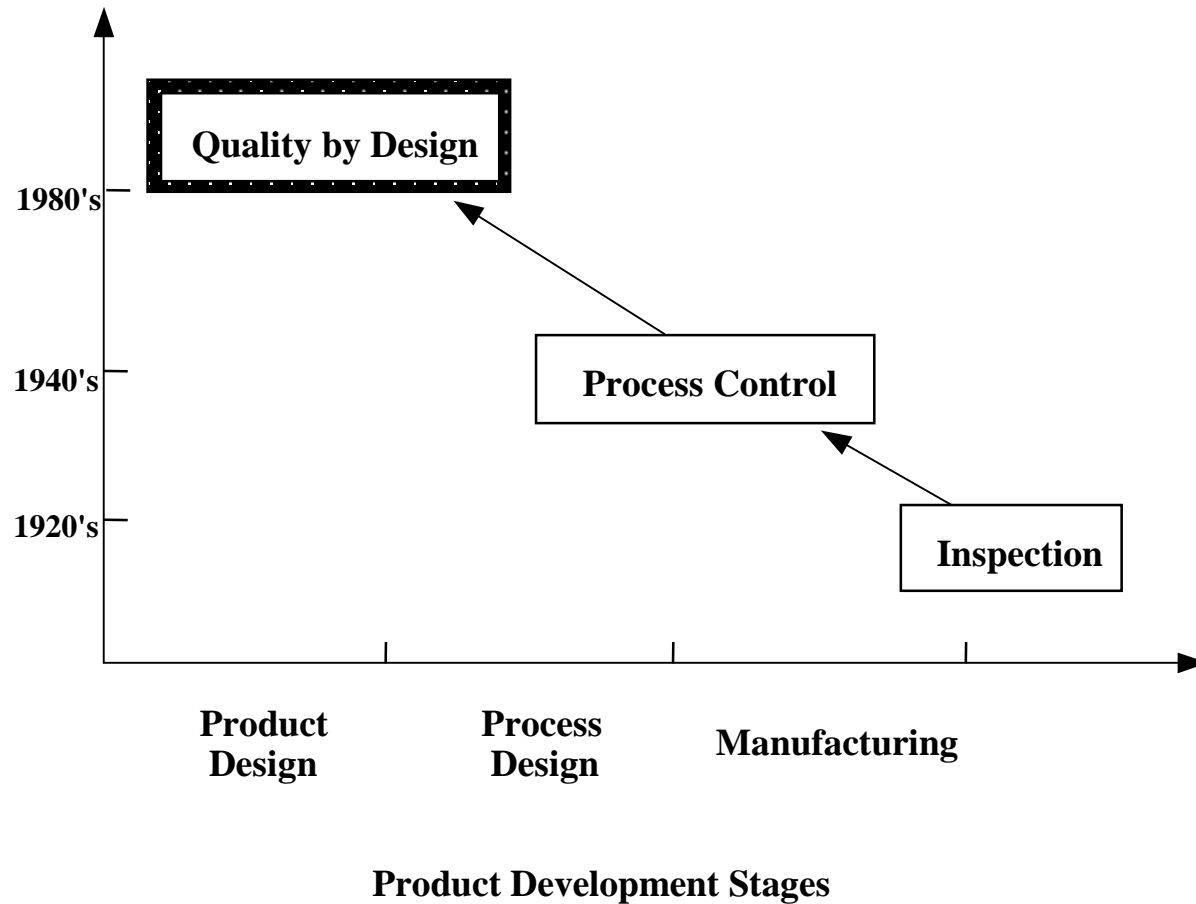 Quality by Design
1980's
1940's
Process Control
1920's
Inspection
Product
Design
Process
Design
Manufacturing
Product Development Stages